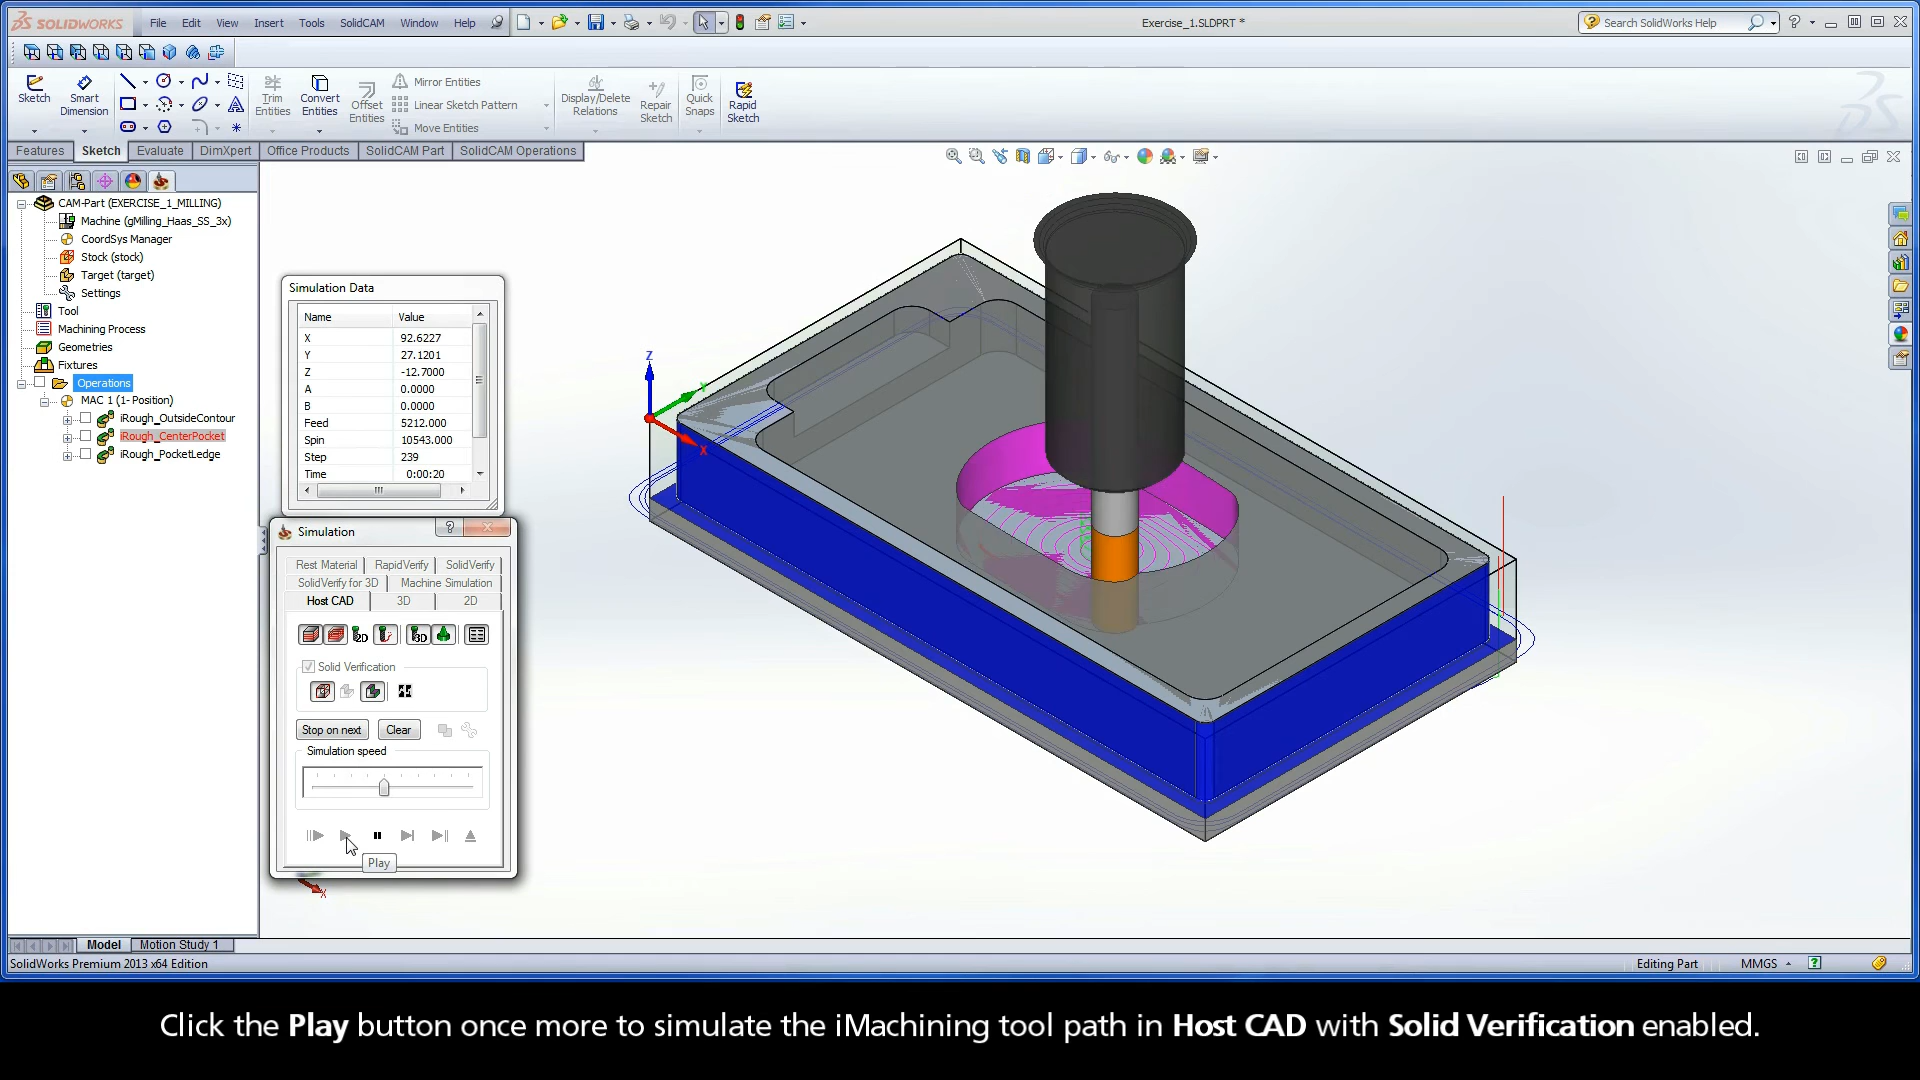 SOLIDWORKS File Edit View Insert Tools SolidCAM Window Help
Exercise_1.SLDPRT *
Search SolidWorks Help
Sketch
Smart Dimension
Trim Entities
Convert Entities
Offset Entities
Mirror Entities
Linear Sketch Pattern
Move Entities
Display/Delete Relations
Repair Sketch
Quick Snaps
Rapid Sketch
Features Sketch Evaluate DimXpert Office Products SolidCAM Part SolidCAM Operations
CAM-Part (EXERCISE_1_MILLING)
Machine (gMilling_Haas_SS_3x)
CoordSys Manager
Stock (stock)
Target (target)
Settings
Tool
Machining Process
Geometries
Fixtures
Operations
MAC 1 (1- Position)
iRough_OutsideContour
iRough_CenterPocket
iRough_PocketLedge
Simulation Data
Name Value
X 92.6227
Y 27.1201
Z -12.7000
A 0.0000
B 0.0000
Feed 5212.000
Spin 10543.000
Step 239
Time 0:00:20
Simulation
Rest Material RapidVerify SolidVerify
SolidVerify for 3D Machine Simulation
Host CAD 3D 2D
2D 3D
Solid Verification
Stop on next Clear
Simulation speed
Play
Z
Y
X
X
Model Motion Study 1
SolidWorks Premium 2013 x64 Edition
Editing Part MMGS
Click the Play button once more to simulate the iMachining tool path in Host CAD with Solid Verification enabled.